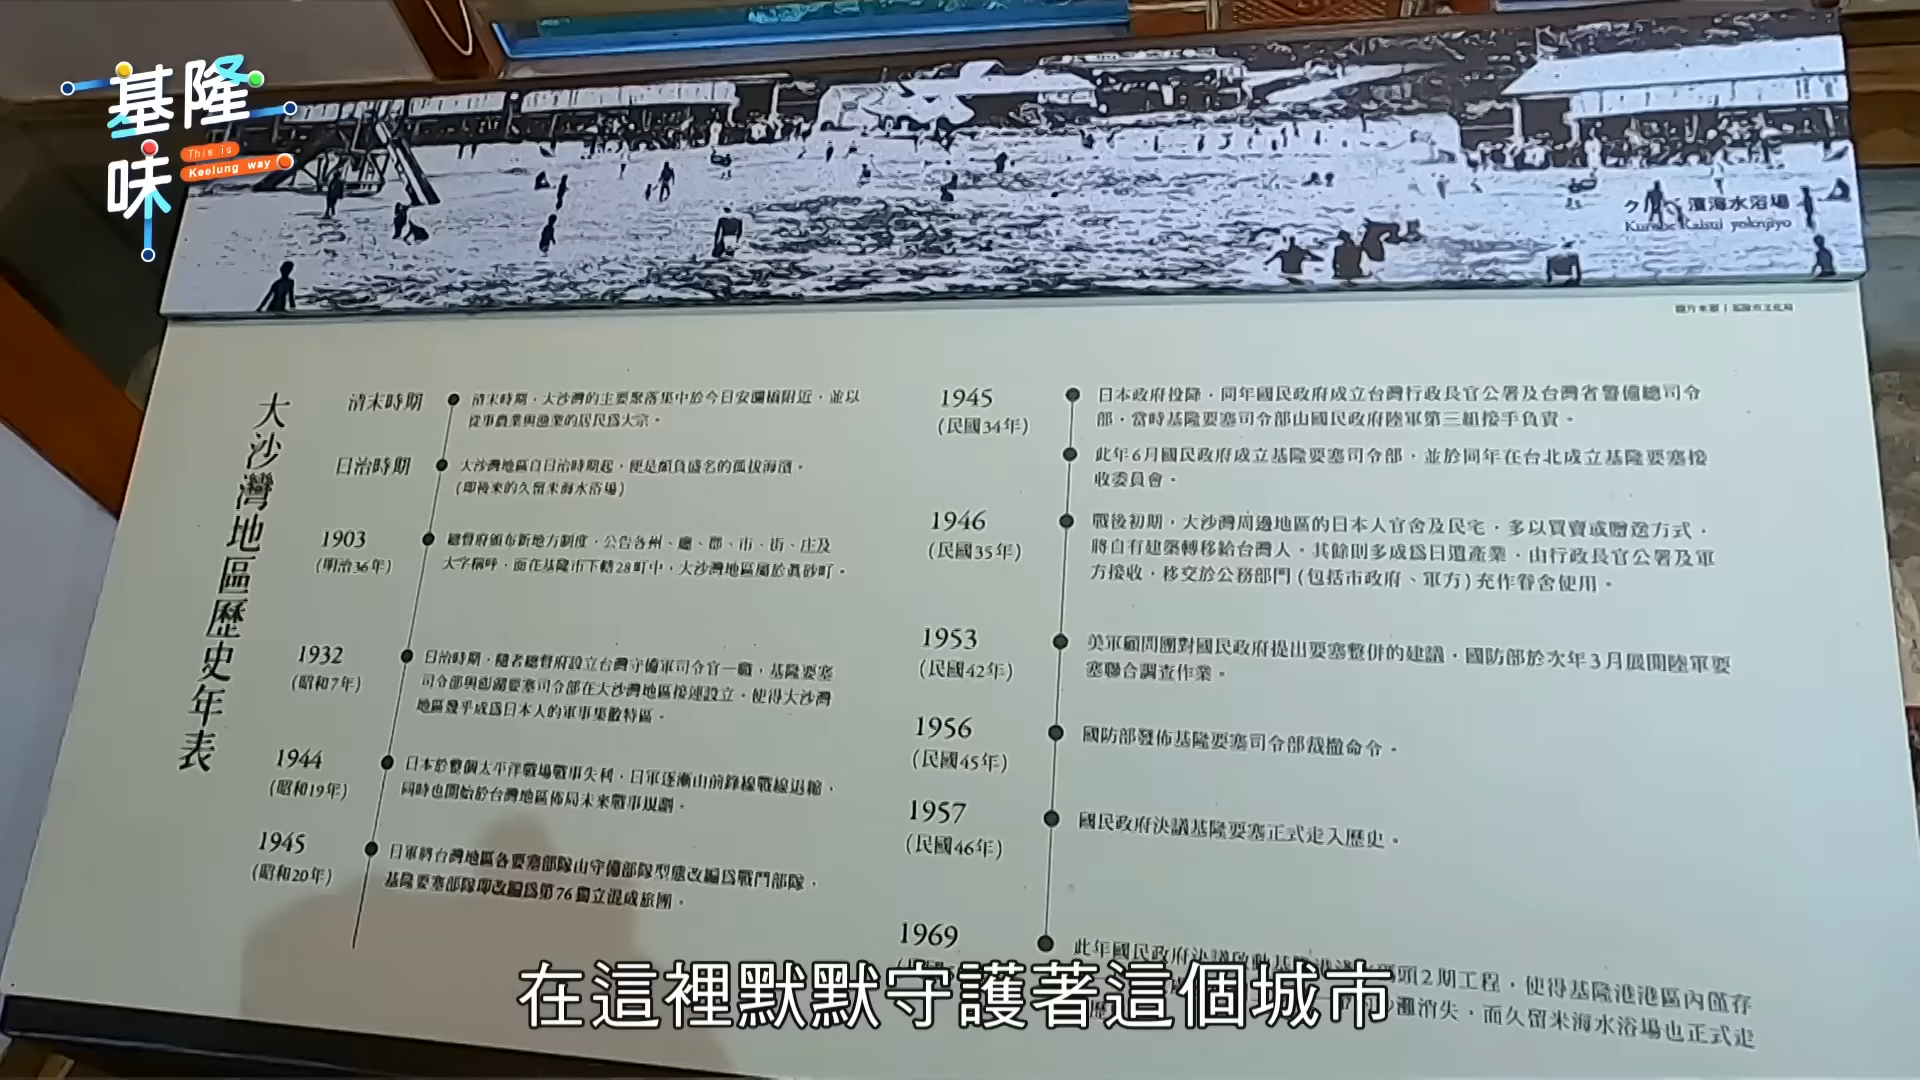 基隆
味
This is
Keelung way
濱海水浴場
Kaisui
大沙灣地區歷史年表
清末時期
清末時期，大沙灣的主要聚落集中於今日安瀾橋附近，並以
從事農業與漁業的居民為大宗。
日治時期
大沙灣地區自日治時期起，便是頗負盛名的孤拔海濱。
(即後來的久留米海水浴場)
1903
(明治36年)
總督府頒布新地方制度，公告各州、廳、郡、市、街、庄及
大字稱呼，而在基隆市下轄28町中，大沙灣地區屬於真砂町。
1932
(昭和7年)
日治時期，隨者總督府設立台灣守備軍司令官一職，基隆要塞
司令部與澎湖要塞司令部在大沙灣地區接連設立。使得大沙灣
地區幾乎成為日本人的軍事集散特區。
1944
(昭和19年)
日本於整個太平洋戰場戰事失利，日軍逐漸由前鋒線戰線退縮，
同時也開始於台灣地區佈局未來戰事規劃。
1945
(昭和20年)
日軍將台灣地區各要塞部隊由守備部隊型態改編為戰鬥部隊，
基隆要塞部隊即改編為第76獨立混成旅團。
1945
(民國34年)
日本政府投降，同年國民政府成立台灣行政長官公署及台灣省警備總司令
部，當時基隆要塞司令部由國民政府陸軍第三組接手負責。
此年6月國民政府成立基隆要塞司令部，並於同年在台北成立基隆要塞接
收委員會。
1946
(民國35年)
戰後初期，大沙灣周邊地區的日本人官舍及民宅，多以買賣或贈送方式，
將自有建築轉移給台灣人。其餘則多成為日遺產業，由行政長官公署及軍
方接收，移交於公務部門(包括市政府、軍方)充作眷舍使用。
1953
(民國42年)
美軍顧問團對國民政府提出要塞整併的建議，國防部於次年3月展開陸軍要
塞聯合調查作業。
1956
(民國45年)
國防部發佈基隆要塞司令部裁撤命令。
1957
(民國46年)
國民政府決議基隆要塞正式走入歷史。
1969
此年國民政府決議啟動基隆港 碼頭2期工程，使得基隆港港區內僅存
沙灘消失，而久留米海水浴場也正式走
在這裡默默守護著這個城市